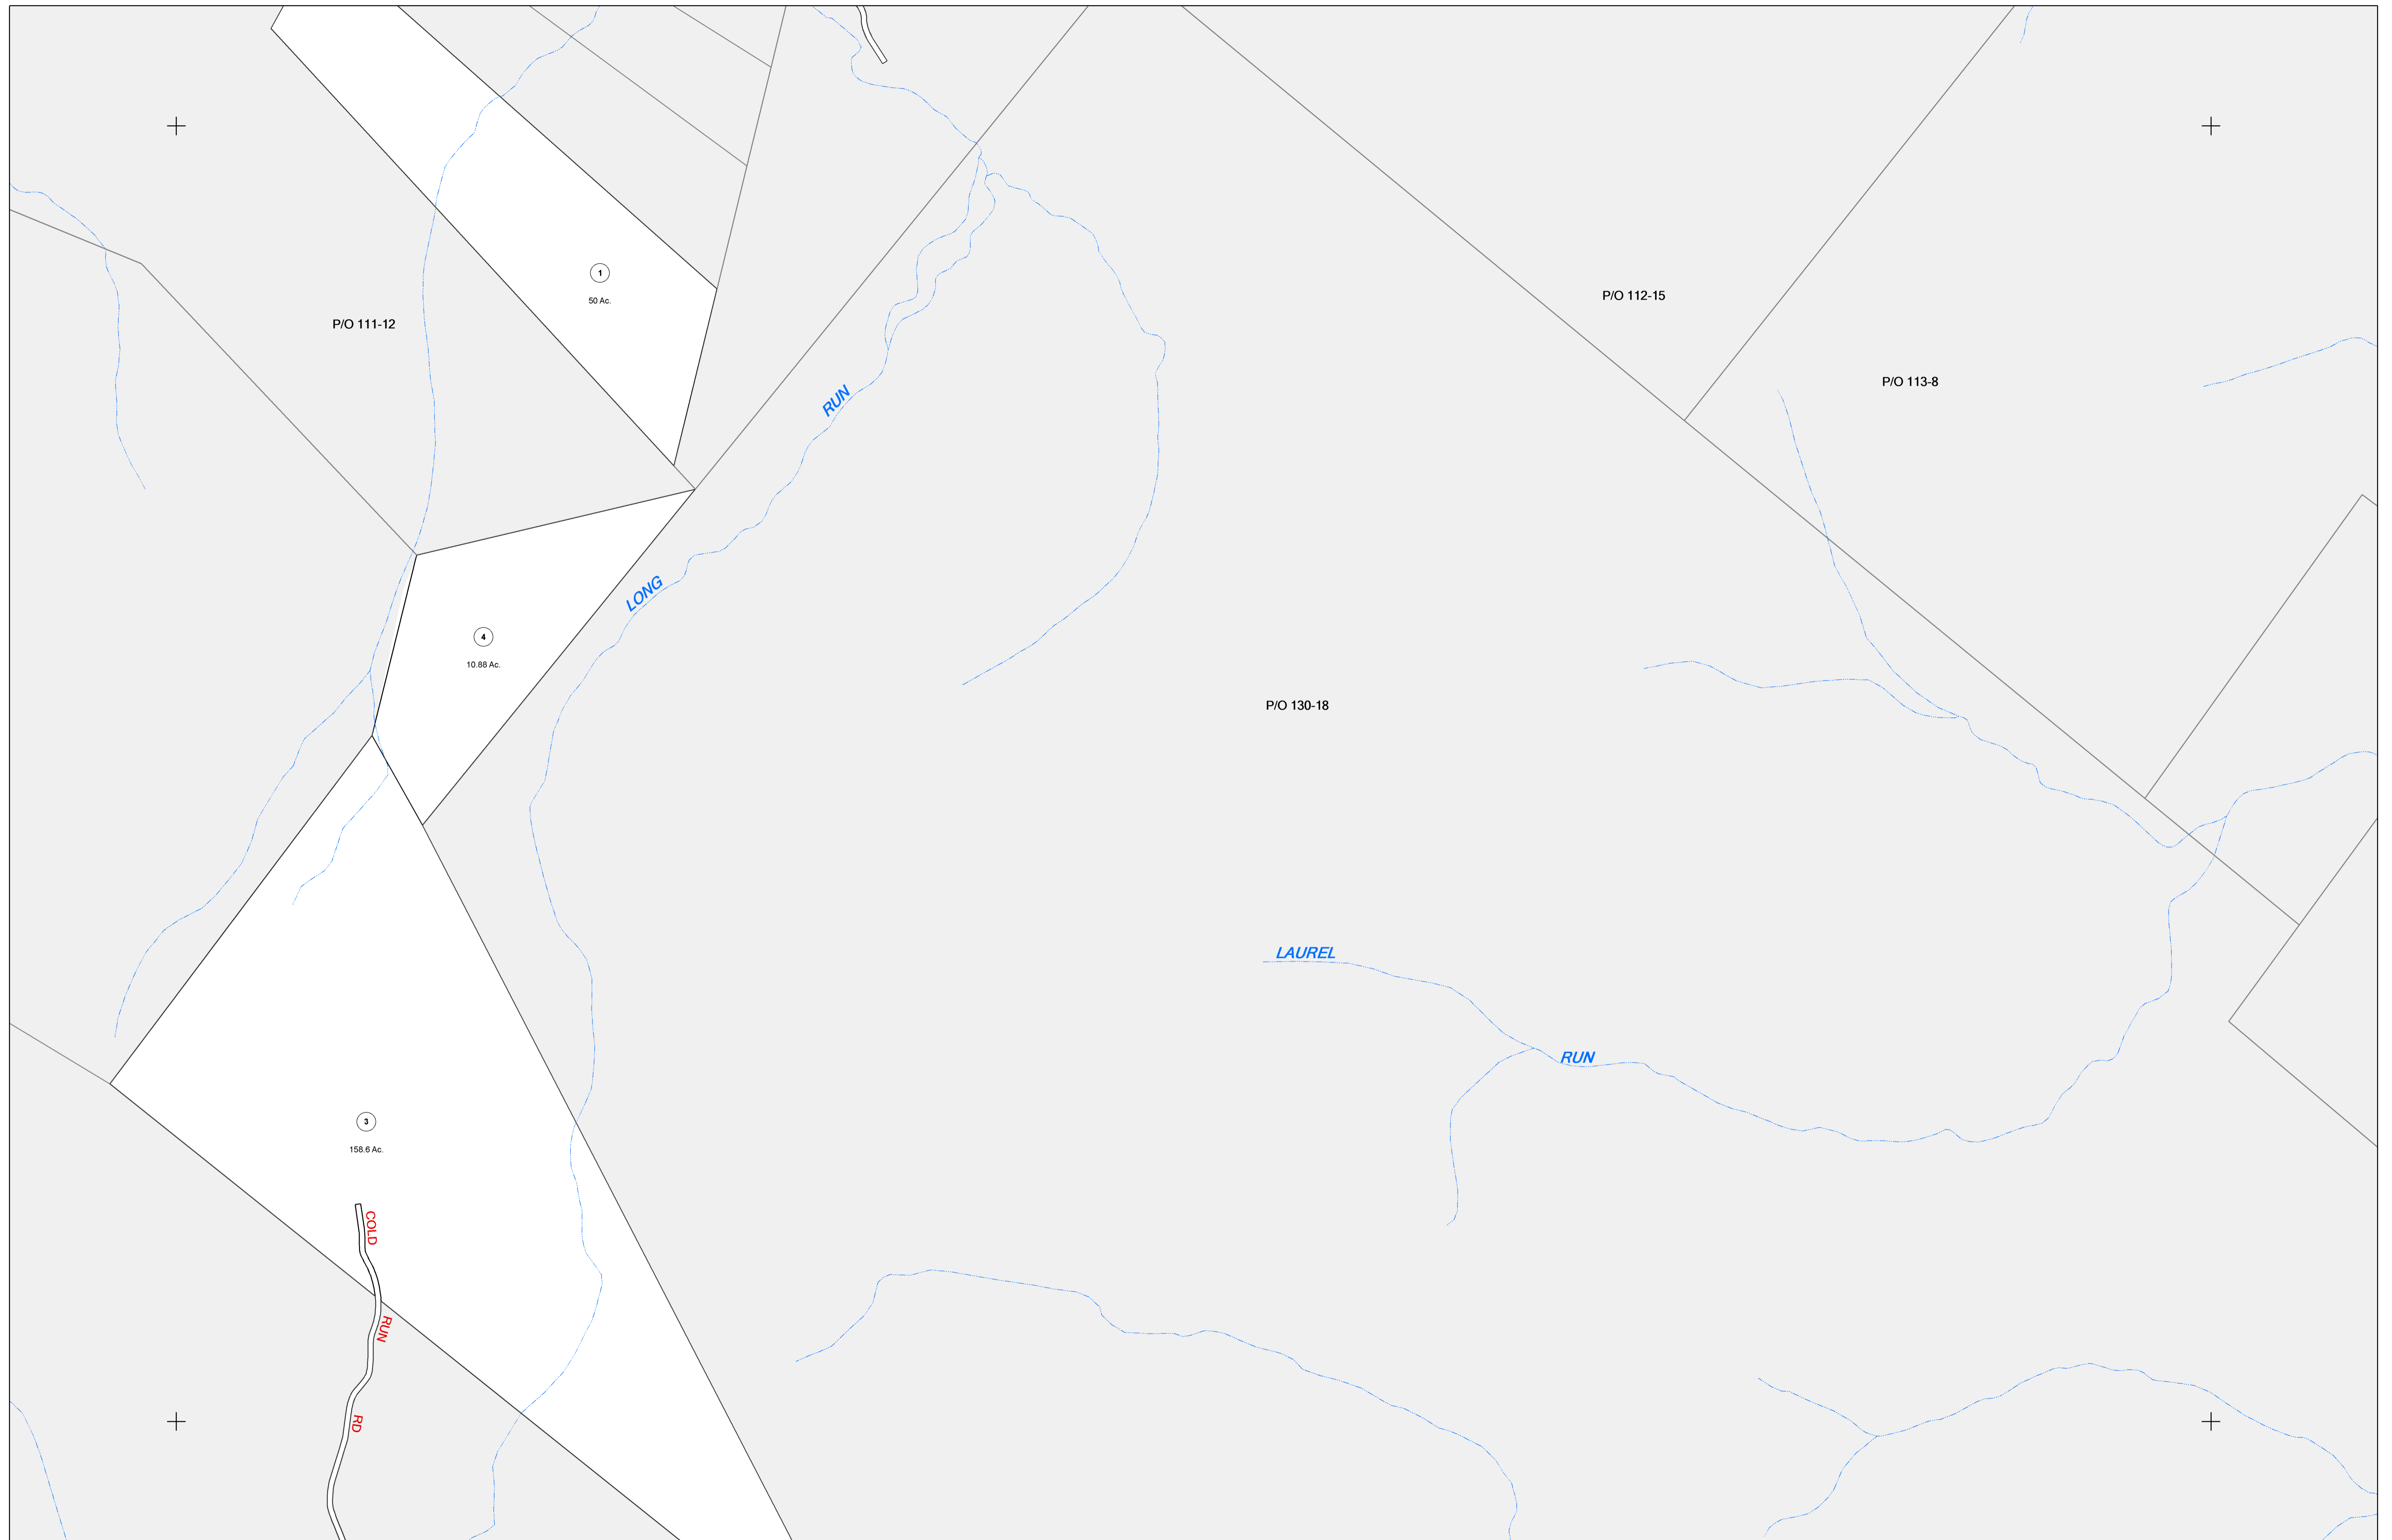 1
50 Ac.
P/O 111-12
P/O 112-15
P/O 113-8
LONG RUN
4
10.88 Ac.
P/O 130-18
LAUREL RUN
3
158.6 Ac.
COLD RUN RD